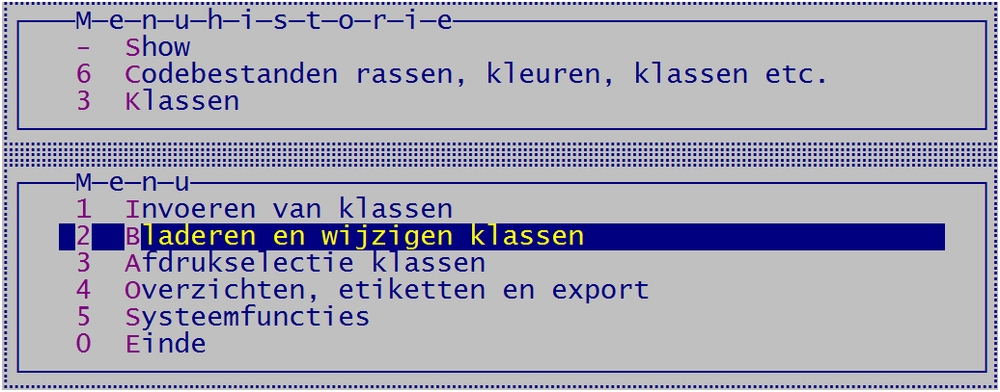 M-e-n-u-h-i-s-t-o-r-i-e
- Show
6 Codebestanden rassen, kleuren, klassen etc.
3 Klassen
M-e-n-u
1 Invoeren van klassen
2 Bladeren en wijzigen klassen
3 Afdrukselectie klassen
4 Overzichten, etiketten en export
5 Systeemfuncties
0 Einde